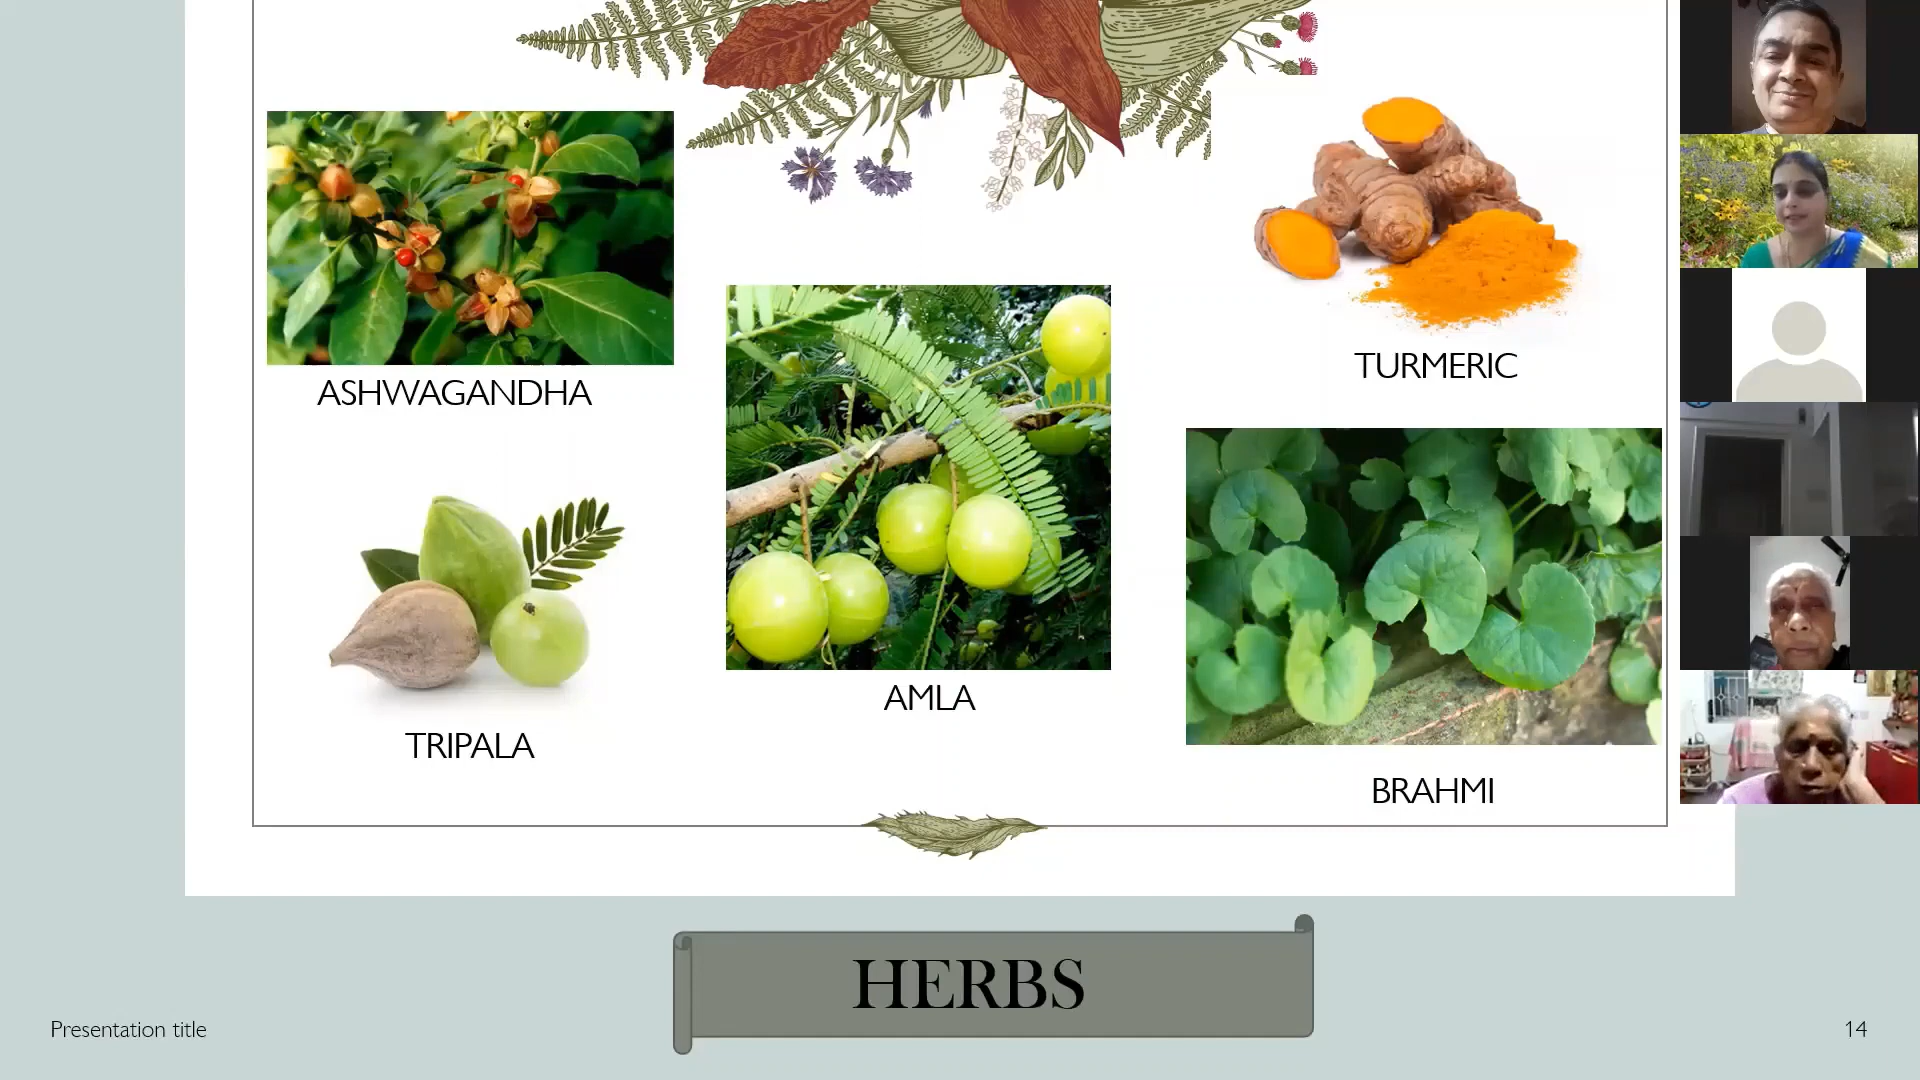 ASHWAGANDHA
TURMERIC
AMLA
TRIPALA
BRAHMI
HERBS
Presentation title
14